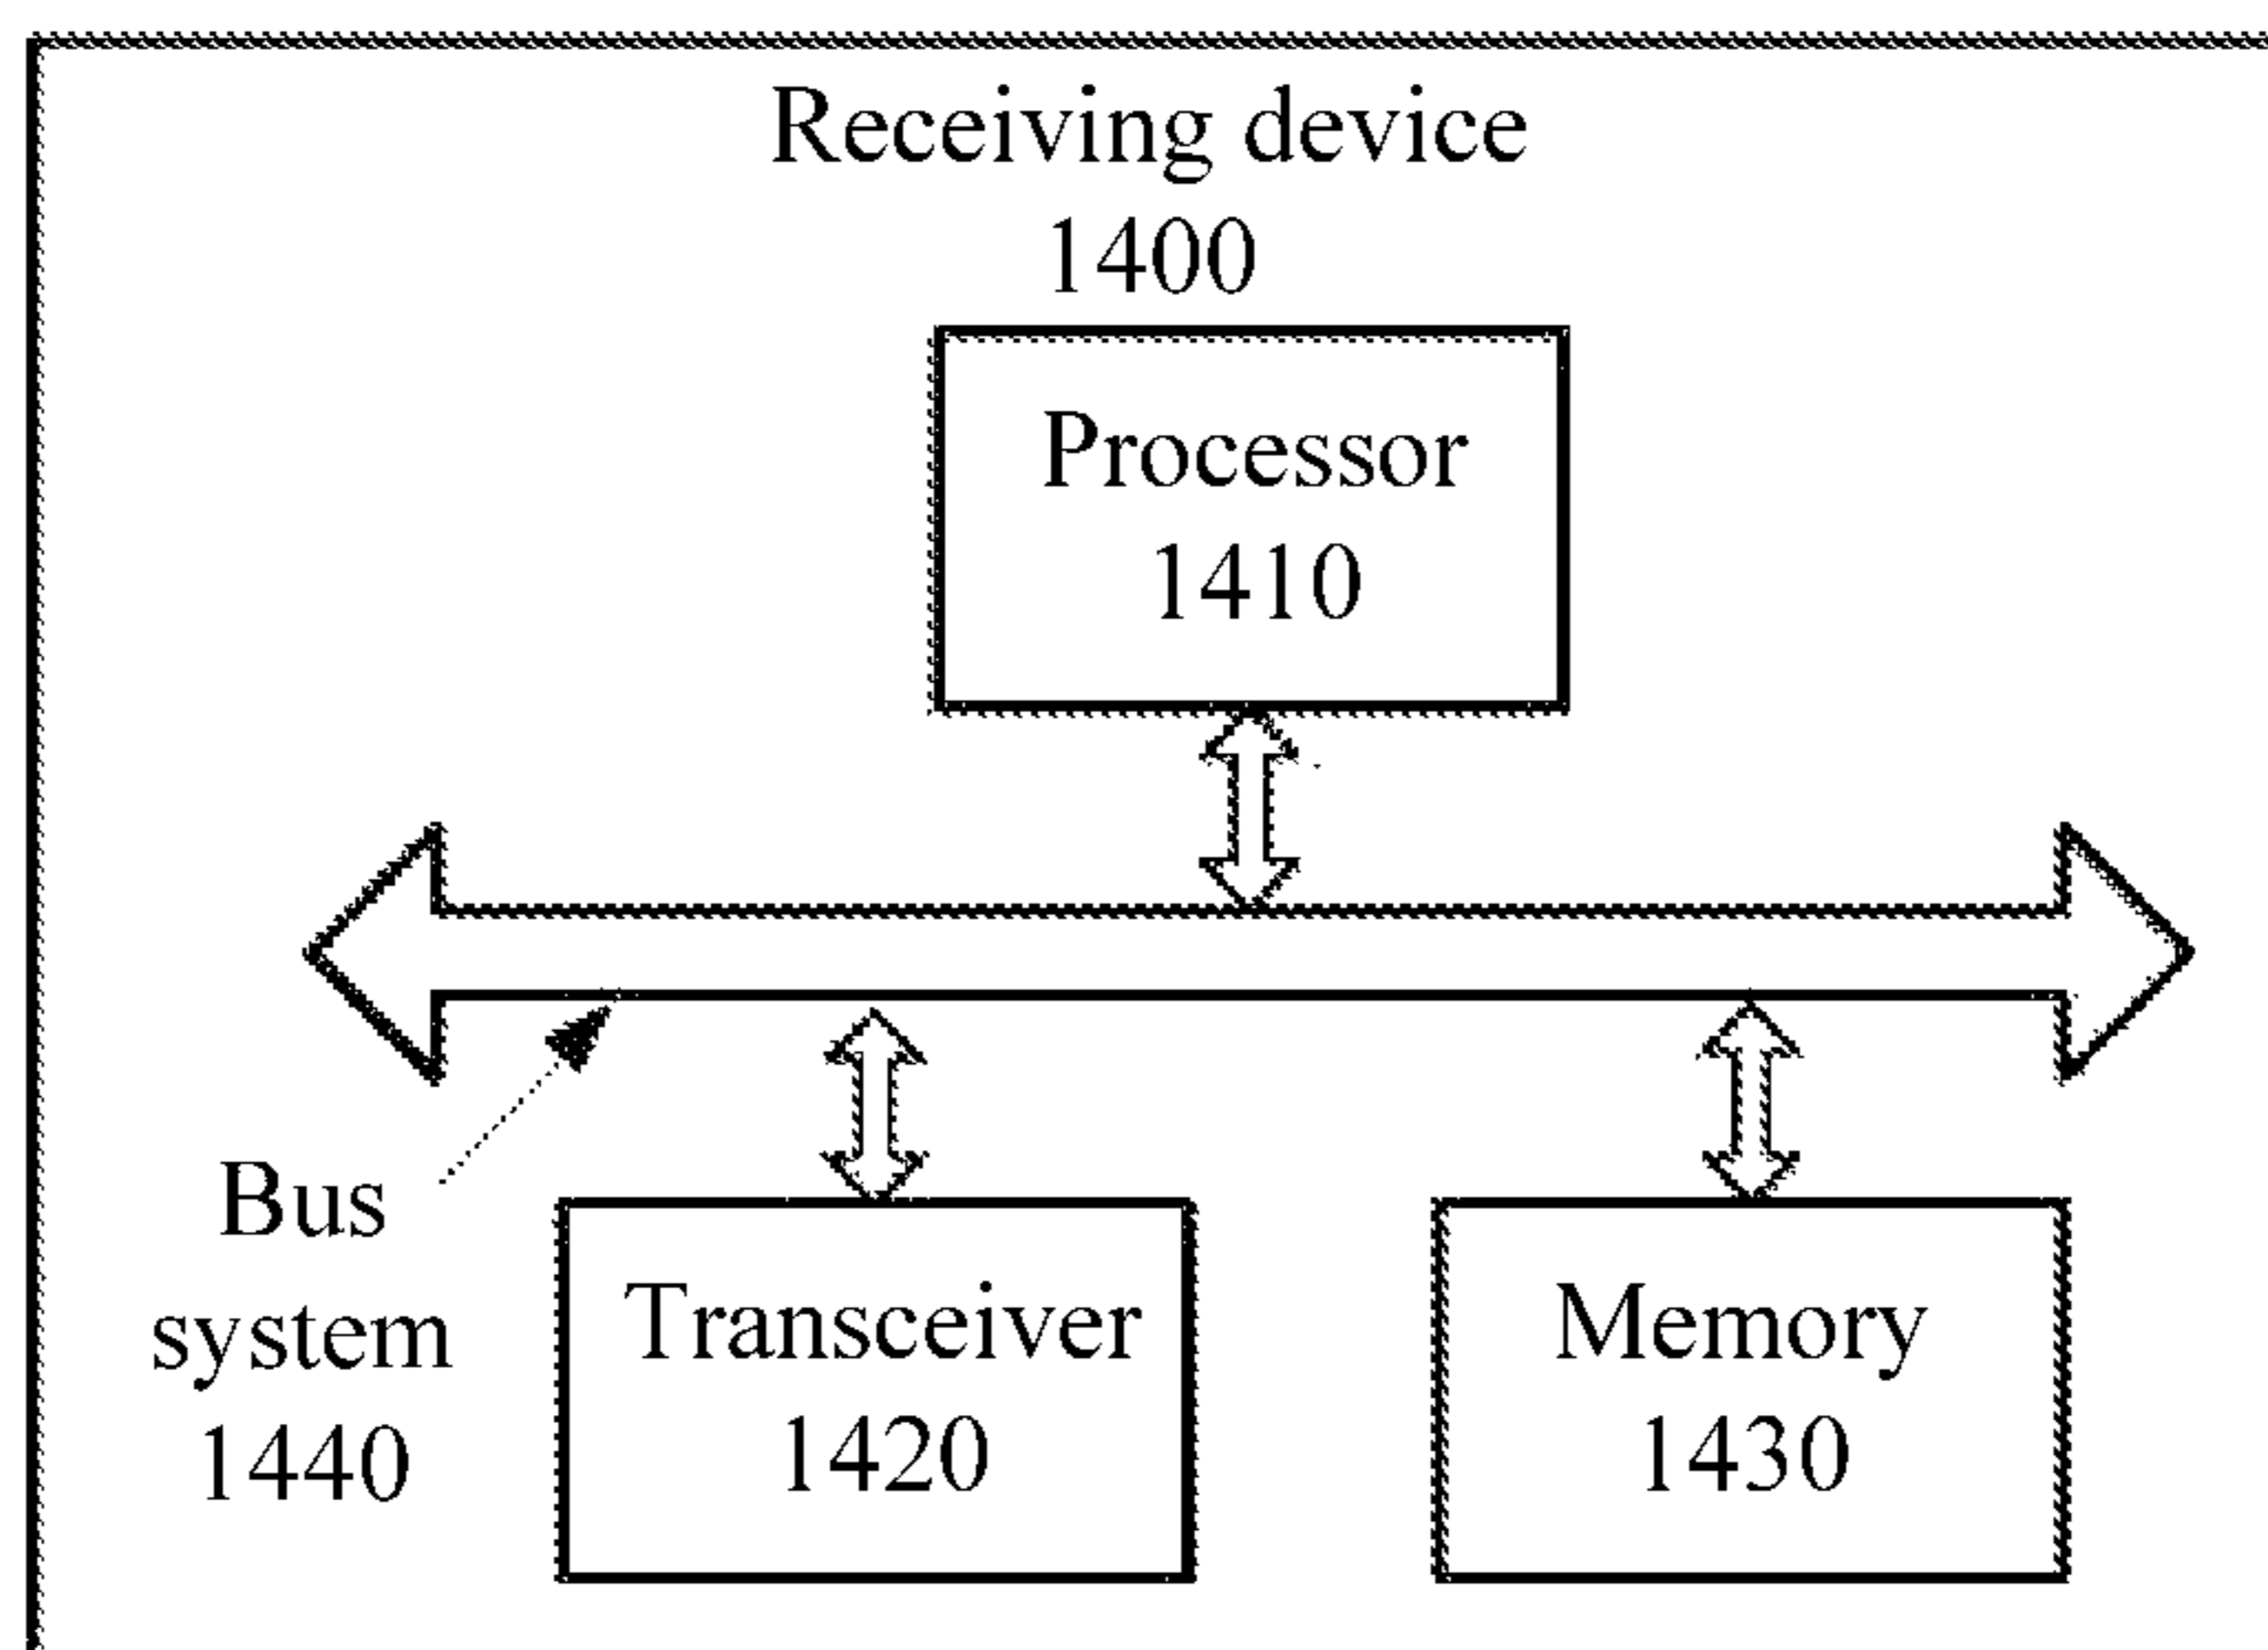 Receiving device
1400
Processor
1410
Bus
system
1440
Transceiver
1420
Memory
1430